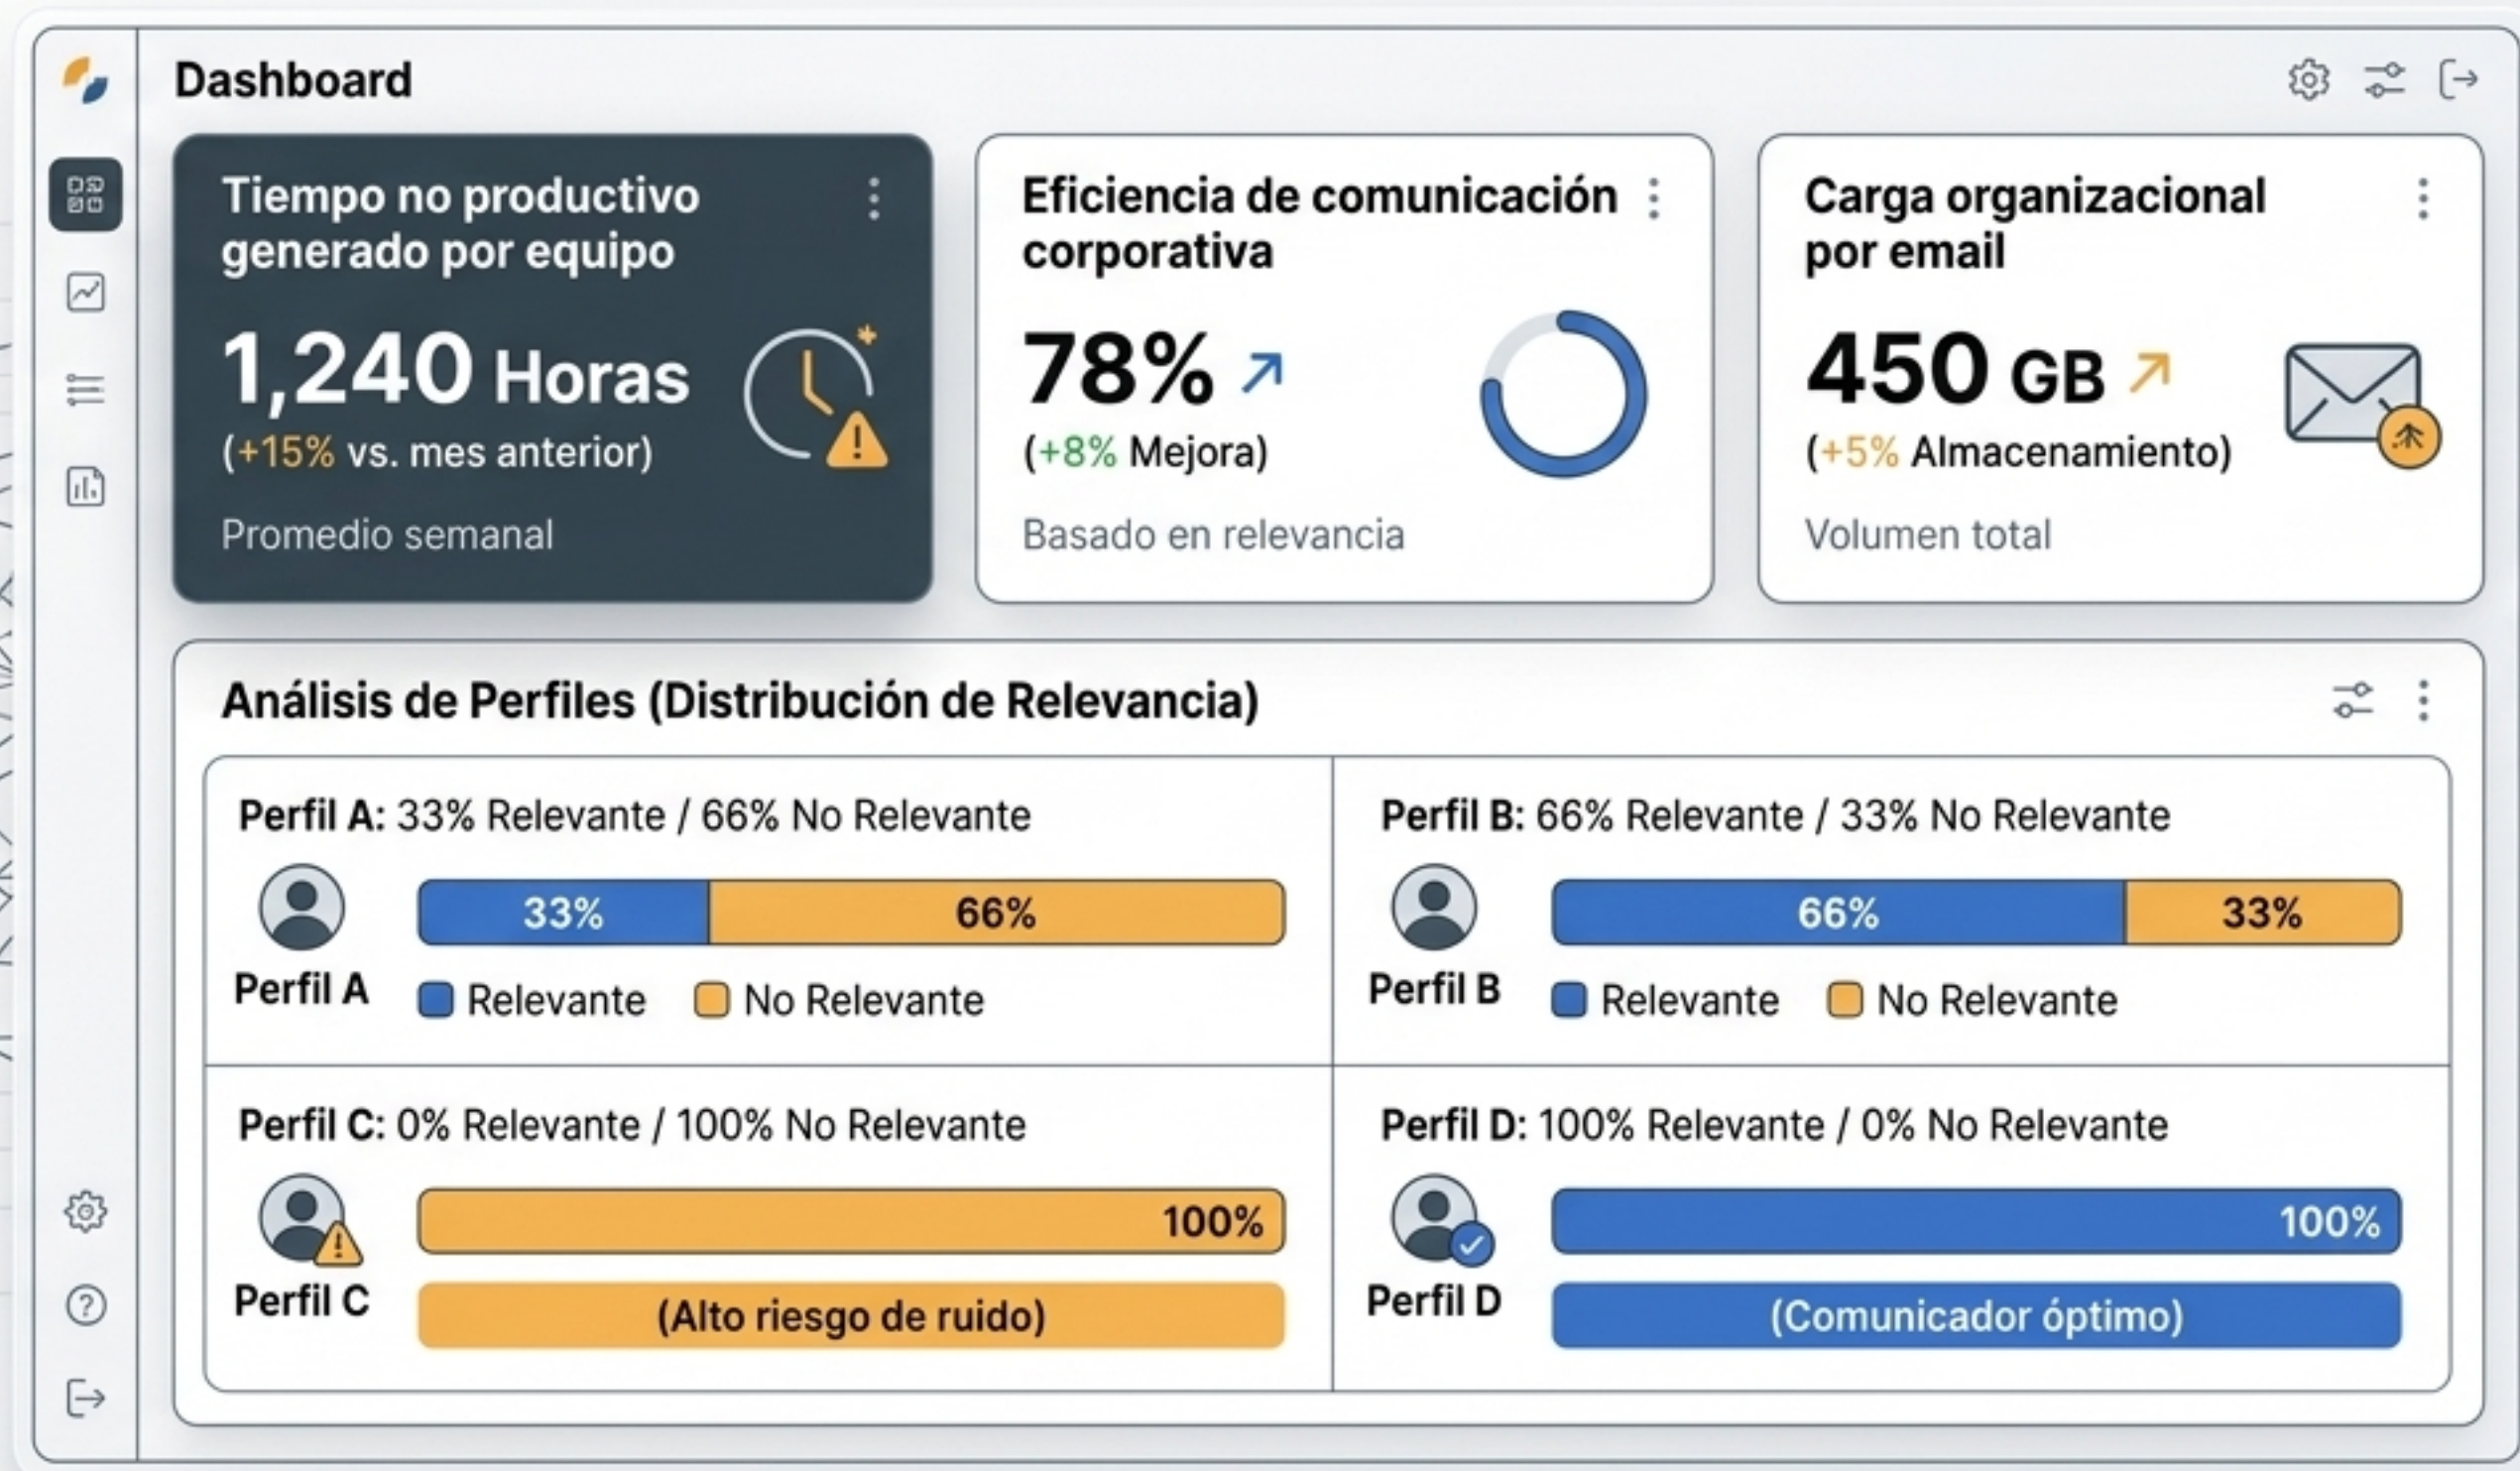 Dashboard
Tiempo no productivo
generado por equipo
1,240 Horas
(+15% vs. mes anterior)
Promedio semanal
Eficiencia de comunicación
corporativa
78%
(+8% Mejora)
Basado en relevancia
Carga organizacional
por email
450 GB
(+5% Almacenamiento)
Volumen total
Análisis de Perfiles (Distribución de Relevancia)
Perfil A: 33% Relevante / 66% No Relevante
33% 66%
Perfil A
Relevante No Relevante
Perfil B: 66% Relevante / 33% No Relevante
66% 33%
Perfil B
Relevante No Relevante
Perfil C: 0% Relevante / 100% No Relevante
100%
Perfil C
(Alto riesgo de ruido)
Perfil D: 100% Relevante / 0% No Relevante
100%
Perfil D
(Comunicador óptimo)